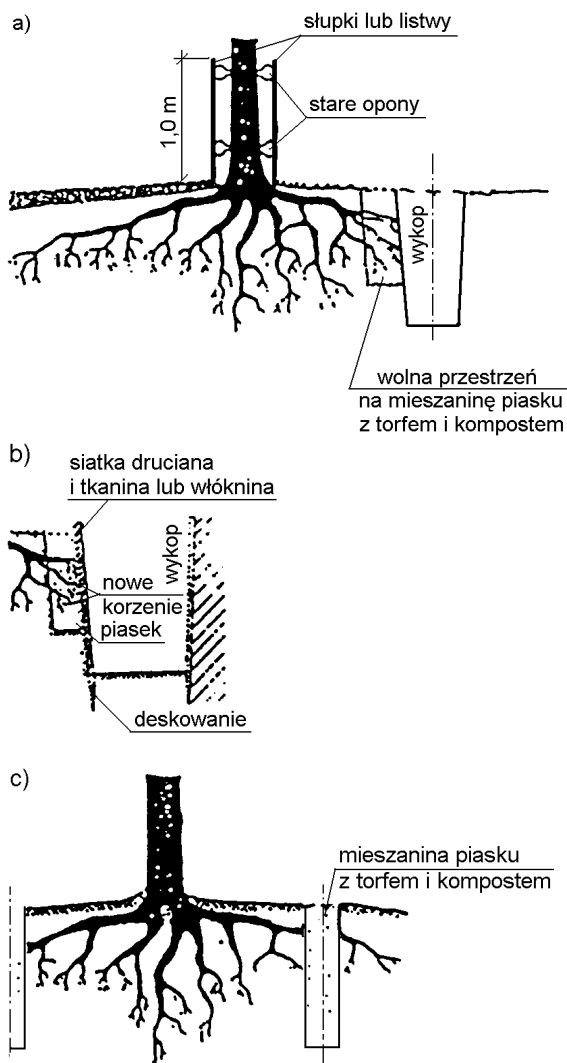 a)
słupki lub listwy
stare opony
1,0 m
wykop
wolna przestrzeń
na mieszaninę piasku
z torfem i kompostem
b)
siatka druciana
i tkanina lub włóknina
wykop
nowe
korzenie
piasek
deskowanie
c)
mieszanina piasku
z torfem i kompostem